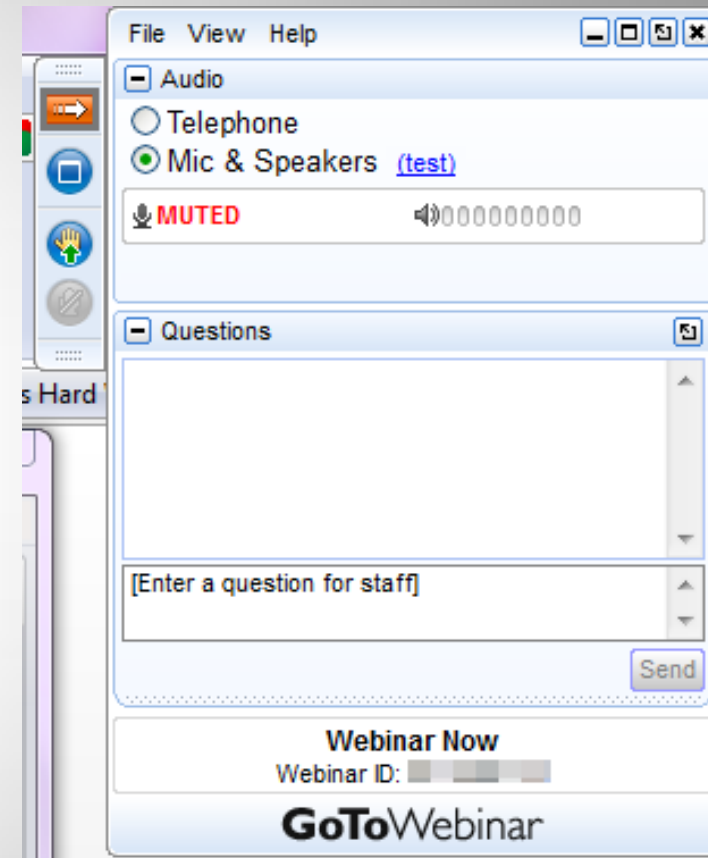 File View Help
Audio
Telephone
Mic & Speakers (test)
MUTED
Questions
s Hard
[Enter a question for staff]
Send
Webinar Now
Webinar ID:
GoToWebinar